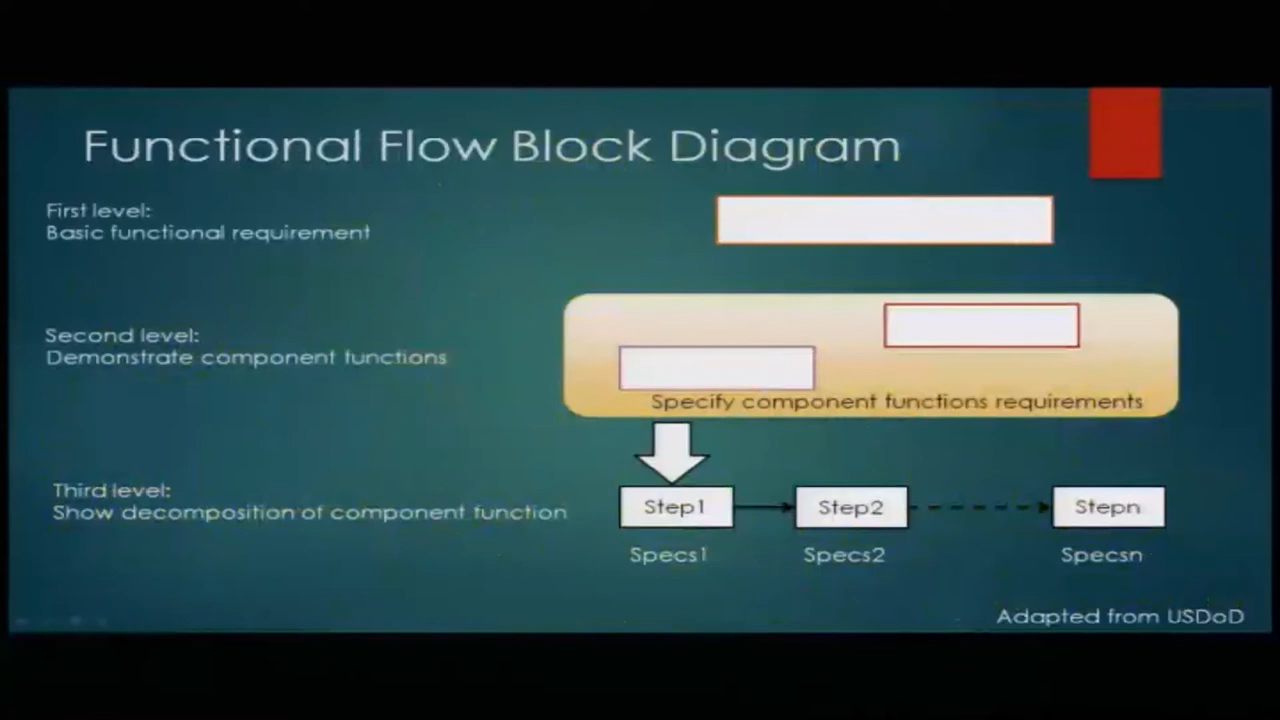 Functional Flow Block Diagram
First level:
Basic functional requirement
Second level:
Demonstrate component functions
Specify component functions requirements
Third level:
Show decomposition of component function
Step1
Step2
Stepn
Specs1
Specs2
Specsn
Adapted from USDoD